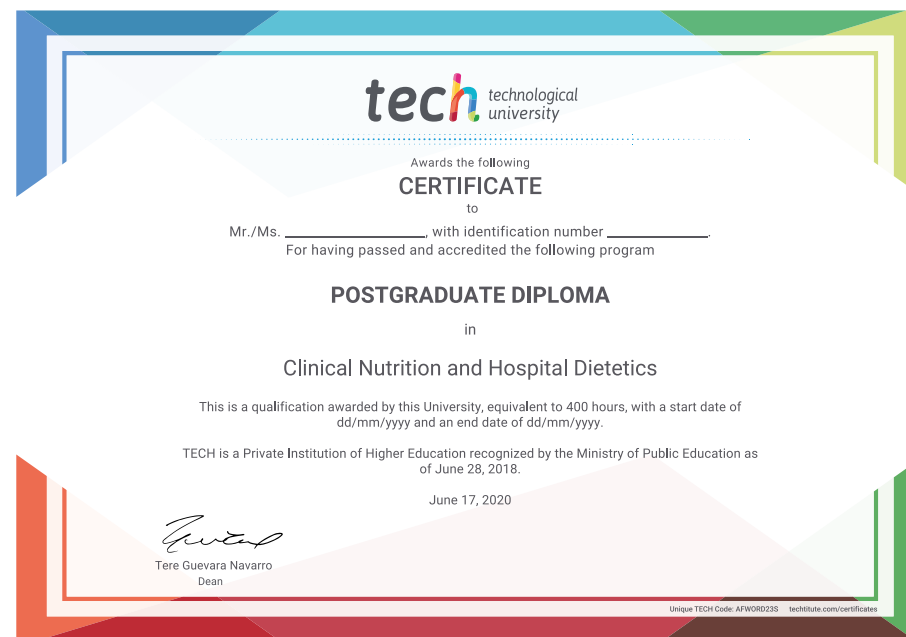 tech technological
university
Awards the following
CERTIFICATE
to
Mr./Ms. ____________, with identification number ____________.
For having passed and accredited the following program
POSTGRADUATE DIPLOMA
in
Clinical Nutrition and Hospital Dietetics
This is a qualification awarded by this University, equivalent to 400 hours, with a start date of
dd/mm/yyyy and an end date of dd/mm/yyyy.
TECH is a Private Institution of Higher Education recognized by the Ministry of Public Education as
of June 28, 2018.
June 17, 2020
Tere Guevara Navarro
Dean
Unique TECH Code: AFWORD23S techtitute.com/certificates